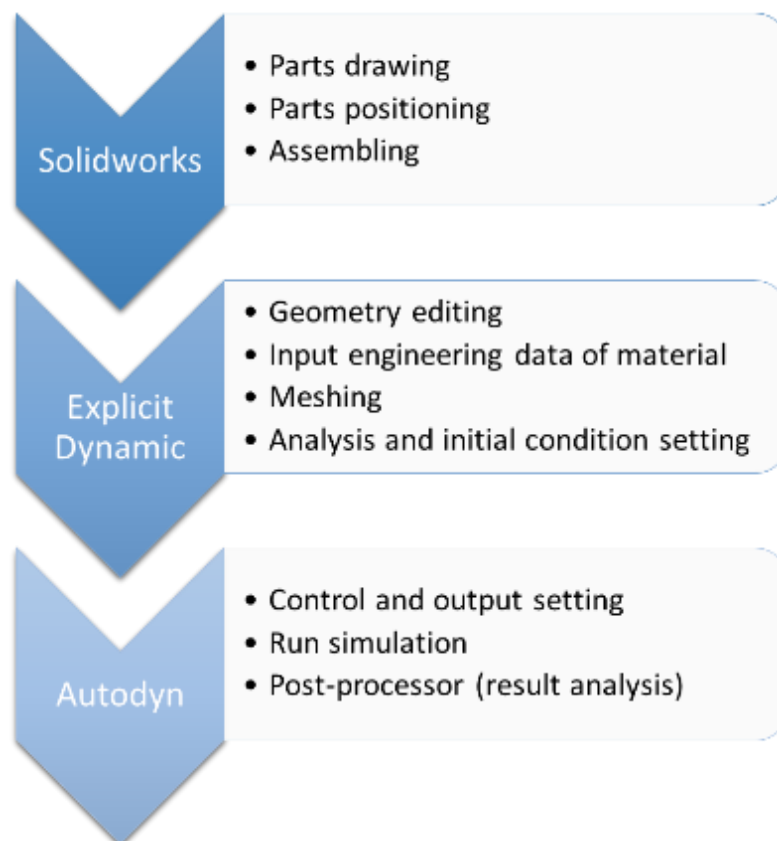 Solidworks
• Parts drawing
• Parts positioning
• Assembling
Explicit
Dynamic
• Geometry editing
• Input engineering data of material
• Meshing
• Analysis and initial condition setting
Autodyn
• Control and output setting
• Run simulation
• Post-processor (result analysis)